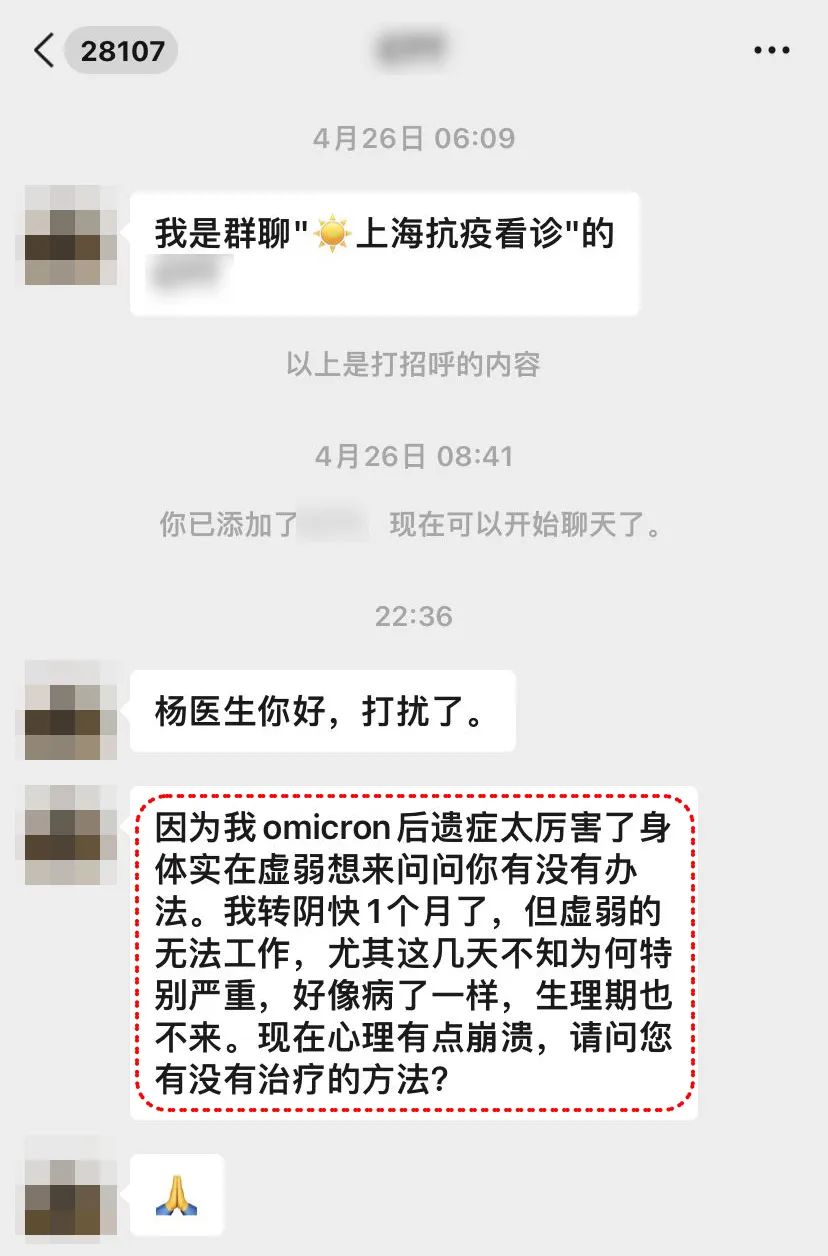 28107
4月26日 06:09
我是群聊"☀️上海抗疫看诊"的
以上是打招呼的内容
4月26日 08:41
你已添加了 现在可以开始聊天了。
22:36
杨医生你好，打扰了。
因为我omicron后遗症太厉害了身
体实在虚弱想来问问你有没有办
法。我转阴快1个月了，但虚弱的
无法工作，尤其这几天不知为何特
别严重，好像病了一样，生理期也
不来。现在心理有点崩溃，请问您
有没有治疗的方法?
🙏